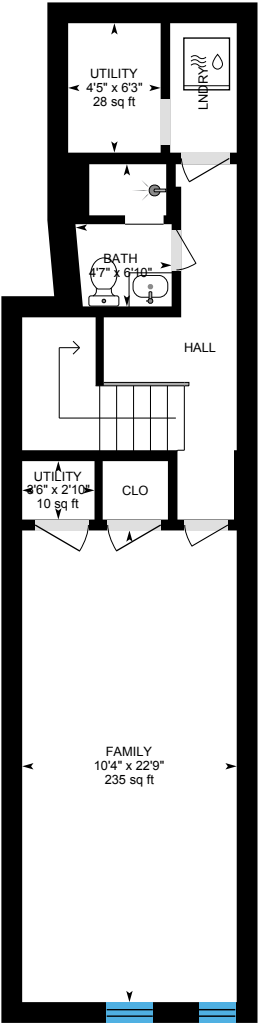 UTILITY
4'5" x 6'3"
28 sq ft
LNDRY
BATH
4'7" x 6'10"
HALL
UTILITY
3'6" x 2'10"
10 sq ft
CLO
FAMILY
10'4" x 22'9"
235 sq ft